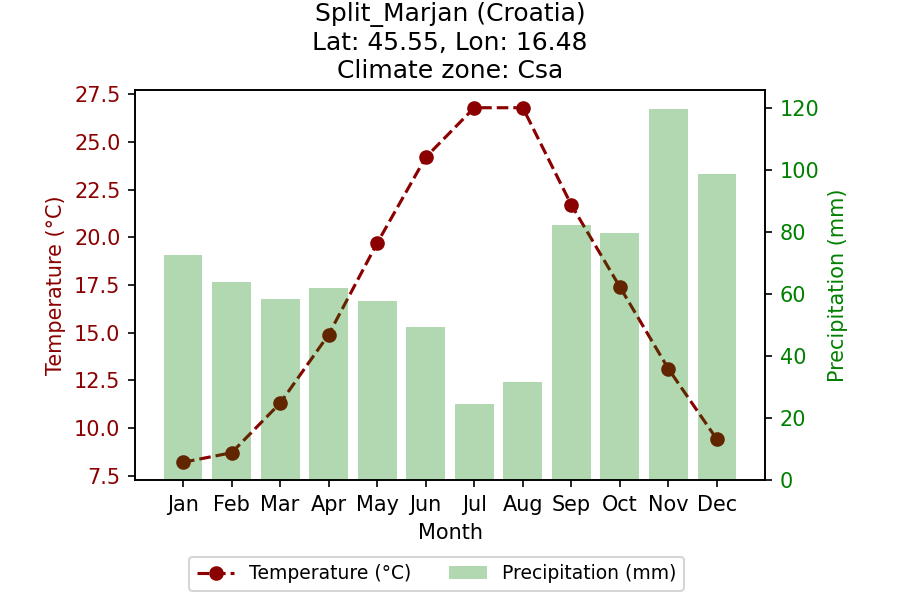 Split_Marjan (Croatia)
Lat: 45.55, Lon: 16.48
Climate zone: Csa
27.5
25.0
22.5
20.0
17.5
15.0
12.5
10.0
7.5
Temperature (°C)
120
100
80
60
40
20
0
Precipitation (mm)
Jan Feb Mar Apr May Jun Jul Aug Sep Oct Nov Dec
Month
Temperature (°C) Precipitation (mm)